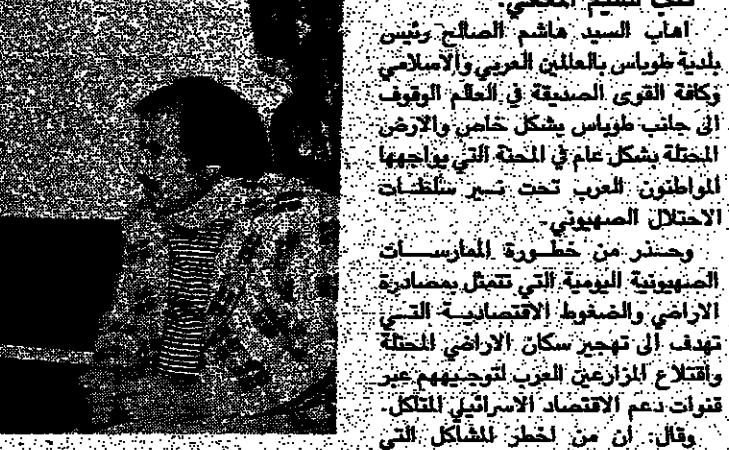 اهاب السيد هاشم الصالح رئيس
بلدية طوباس بالعالمين العربي والاسلامي
وكافة القوى الصديقة في العالم الوقوف
الى جانب طوباس بشكل خاص والارض
المحتلة بشكل عام في المحنة التي يواجهها
المواطنون العرب تحت نير سلطات
الاحتلال الصهيوني.
وحذر من خطورة الممارسات
الصهيونية اليومية التي تتمثل بمصادرة
الاراضي والضغوط الاقتصادية التي
تهدف الى تهجير سكان الاراضي المحتلة
واقتلاع المزارعين العرب لتوجيههم عبر
قنوات دعم الاقتصاد الاسرائيلي المتآكل.
وقال: ان من اخطر المشاكل التي